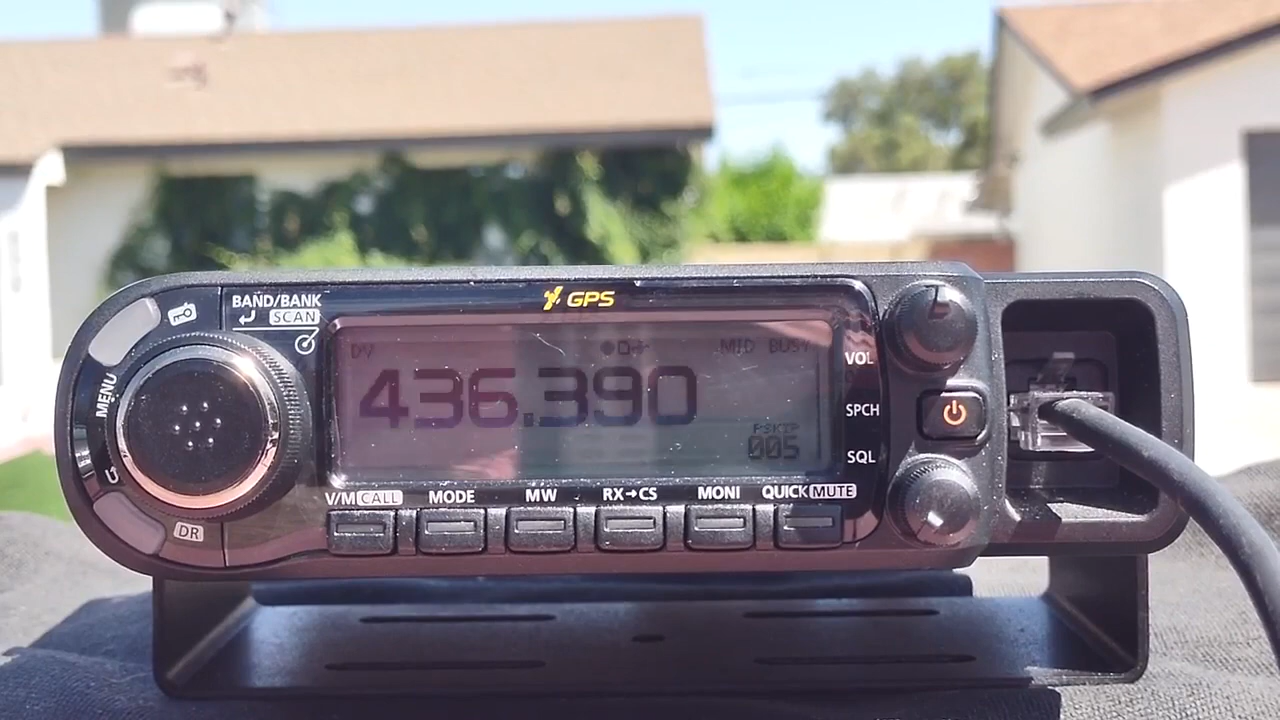 BAND/BANK
SCAN
GPS
MENU
DR
DV
MID BUSY
436.390
PSKIP
005
VOL
SPCH
SQL
V/M CALL MODE MW RX→CS MONI QUICK MUTE